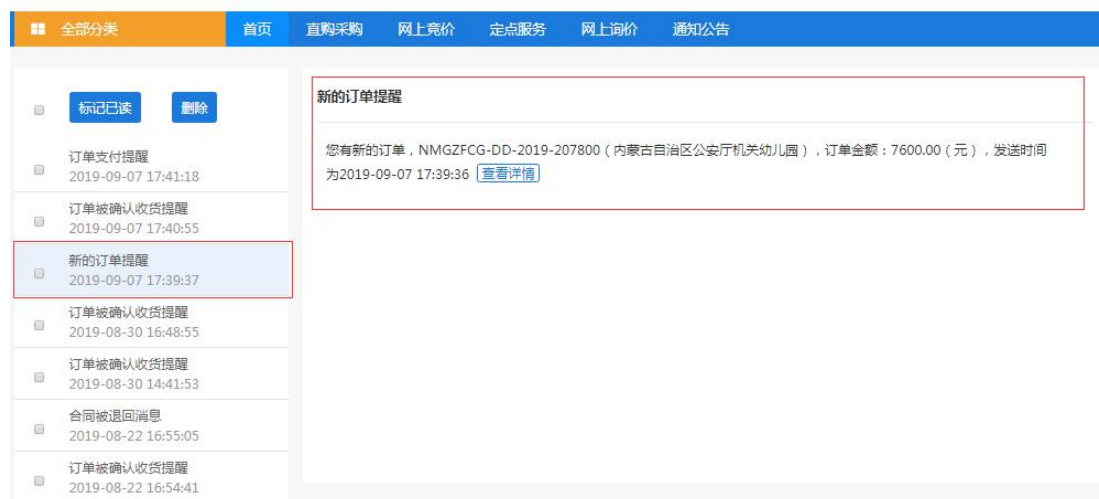 全部分类 首页 直购采购 网上竞价 定点服务 网上询价 通知公告
标记已读 删除
订单支付提醒
2019-09-07 17:41:18
订单被确认收货提醒
2019-09-07 17:40:55
新的订单提醒
2019-09-07 17:39:37
订单被确认收货提醒
2019-08-30 16:48:55
订单被确认收货提醒
2019-08-30 14:41:53
合同被退回消息
2019-08-22 16:55:05
订单被确认收货提醒
2019-08-22 16:54:41
新的订单提醒
您有新的订单，NMGZFCG-DD-2019-207800（内蒙古自治区公安厅机关幼儿园），订单金额：7600.00（元），发送时间
为2019-09-07 17:39:36 查看详情